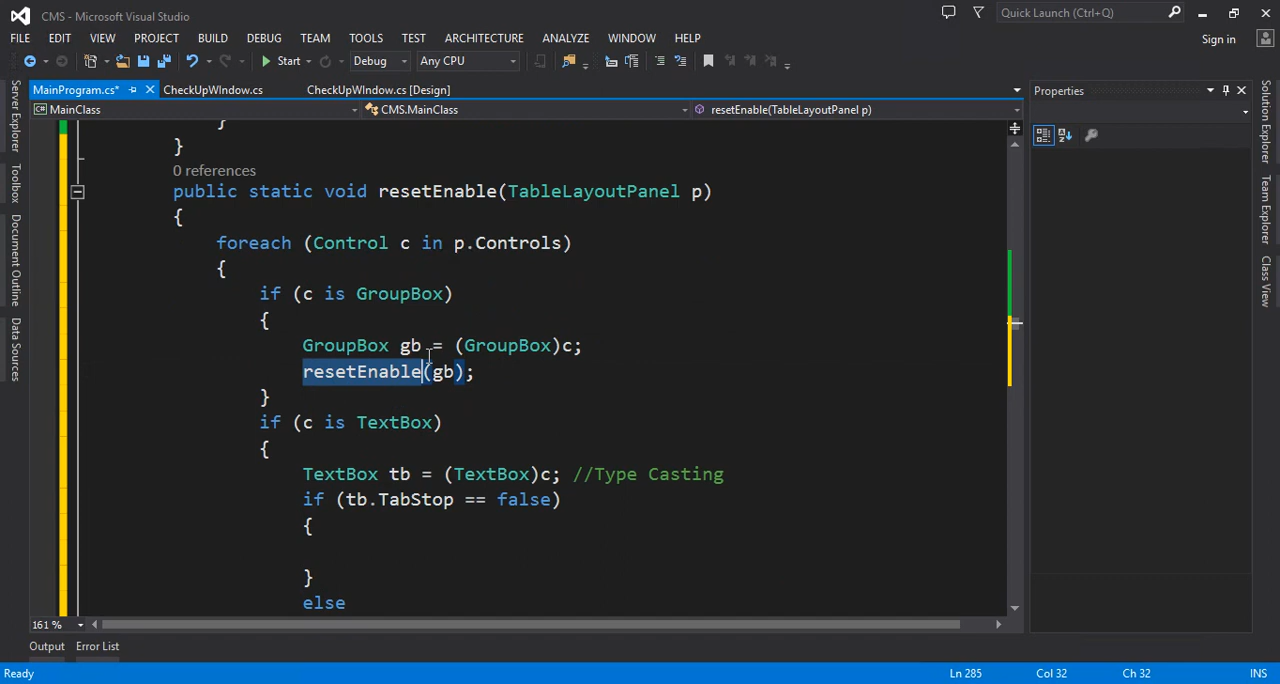 CMS - Microsoft Visual Studio
Quick Launch (Ctrl+Q)
FILE EDIT VIEW PROJECT BUILD DEBUG TEAM TOOLS TEST ARCHITECTURE ANALYZE WINDOW HELP
Sign in
Start Debug Any CPU
MainProgram.cs* CheckUpWIndow.cs CheckUpWIndow.cs [Design]
Properties
MainClass CMS.MainClass resetEnable(TableLayoutPanel p)
Server Explorer
Toolbox
Document Outline
Data Sources
}
}
0 references
public static void resetEnable(TableLayoutPanel p)
{
foreach (Control c in p.Controls)
{
if (c is GroupBox)
{
GroupBox gb = (GroupBox)c;
resetEnable(gb);
}
if (c is TextBox)
{
TextBox tb = (TextBox)c; //Type Casting
if (tb.TabStop == false)
{
}
else
Solution Explorer
Team Explorer
Class View
161 %
Output Error List
Ready Ln 285 Col 32 Ch 32 INS